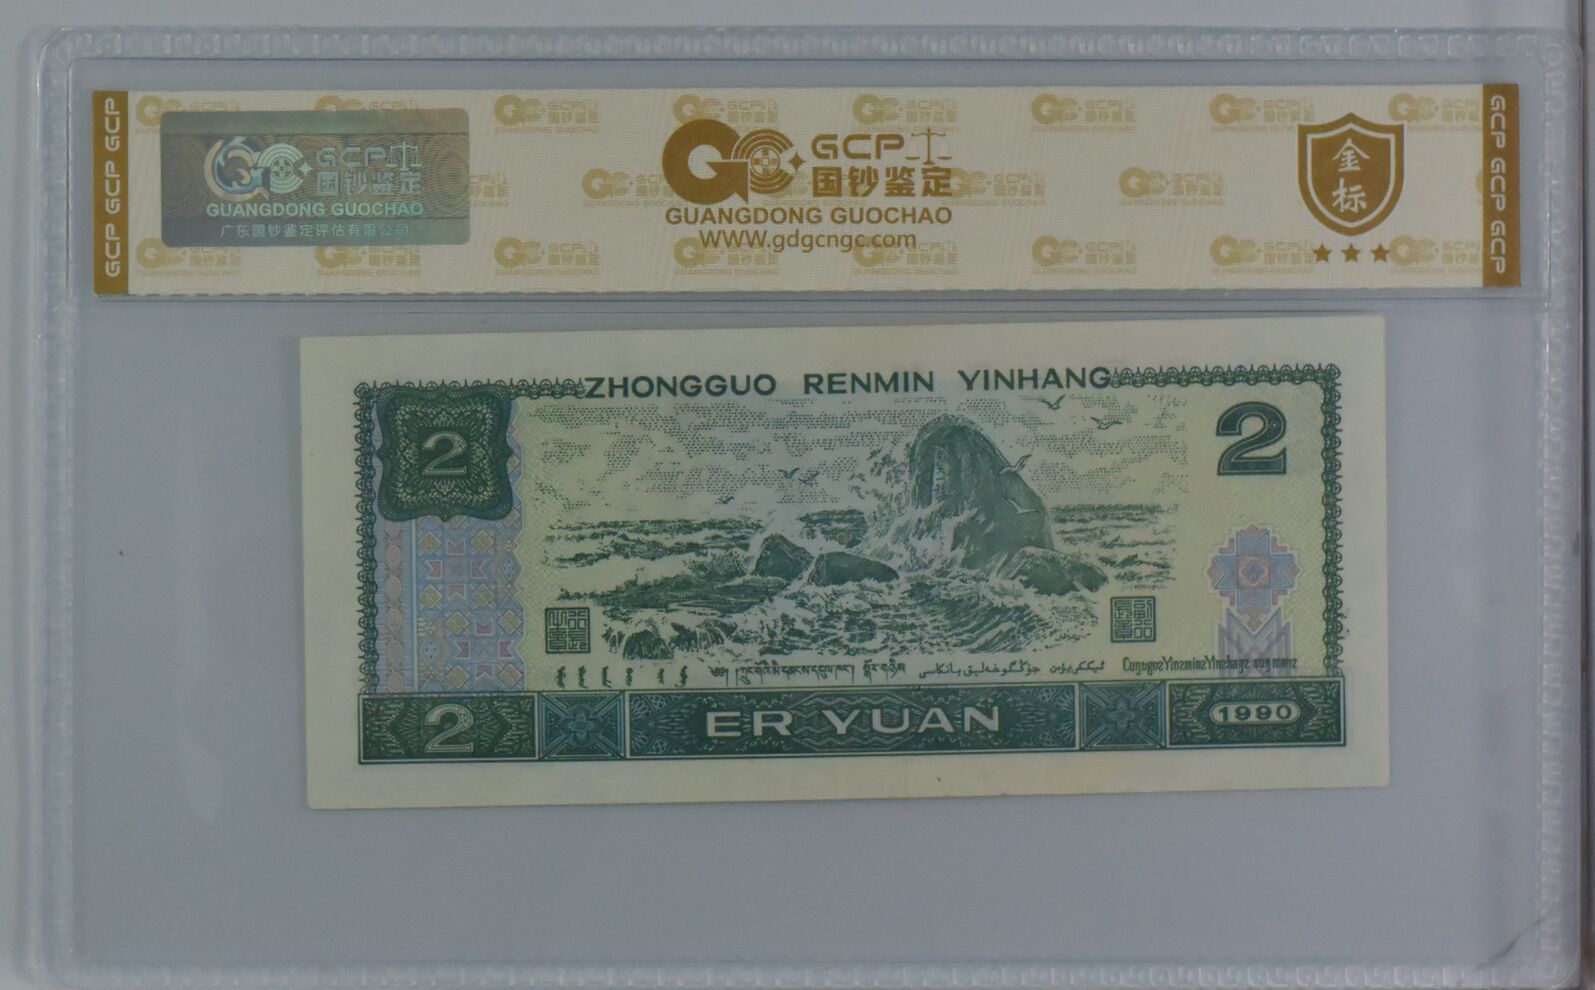 GCP GCP GCP
GCP
国钞鉴定
GUANGDONG GUOCHAO
广东国钞鉴定评估有限公司
GCP
国钞鉴定
GUANGDONG GUOCHAO
WWW.gdgcngc.com
金
标
GCP GCP GCP
ZHONGGUO RENMIN YINHANG
2
2
2
ER YUAN
1990